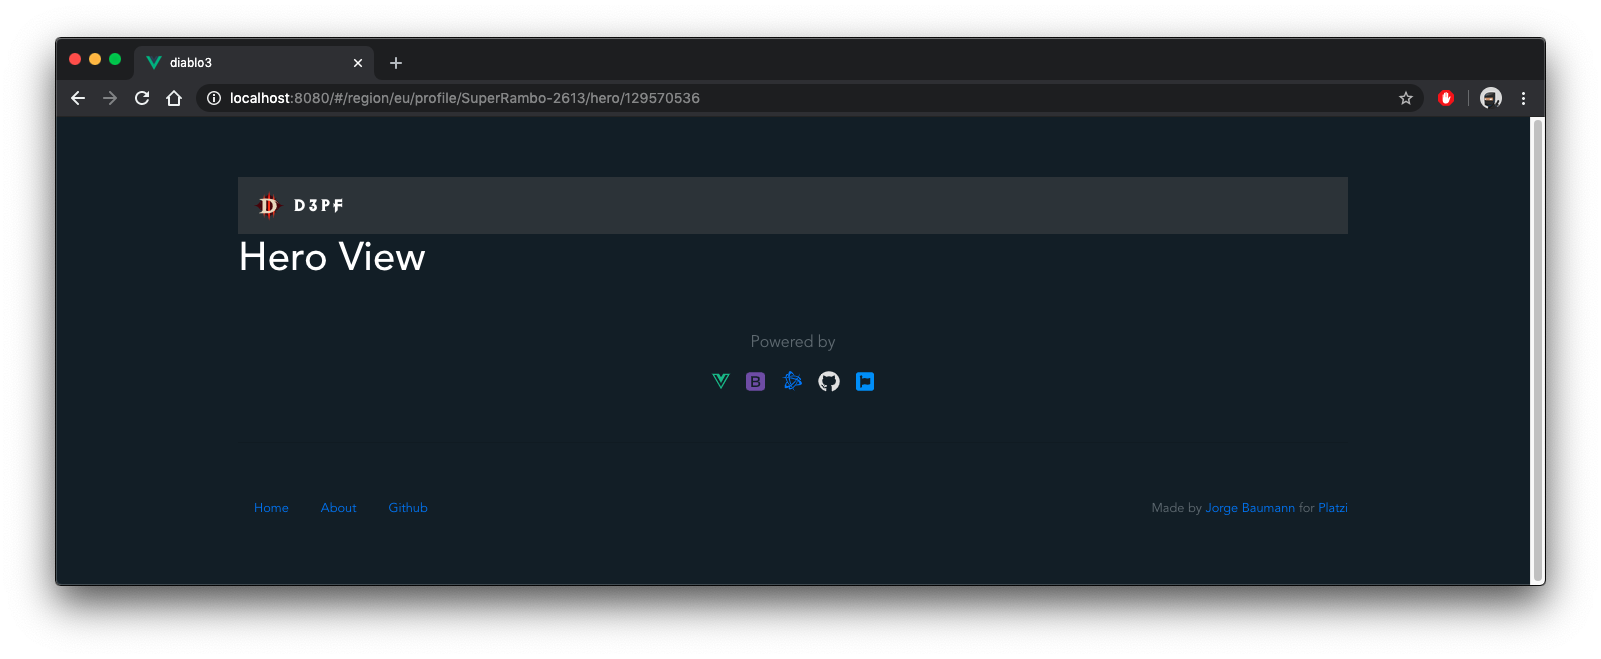 diablo3
localhost:8080/#/region/eu/profile/SuperRambo-2613/hero/129570536
D D3PF
Hero View
Powered by
B
Home About Github
Made by Jorge Baumann for Platzi